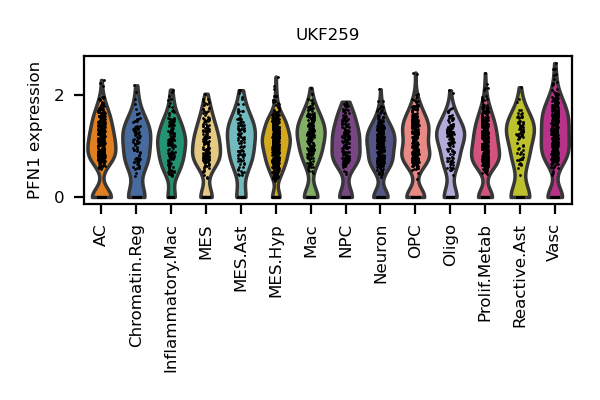 UKF259
PFN1 expression
2
0
AC
Chromatin.Reg
Inflammatory.Mac
MES
MES.Ast
MES.Hyp
Mac
NPC
Neuron
OPC
Oligo
Prolif.Metab
Reactive.Ast
Vasc